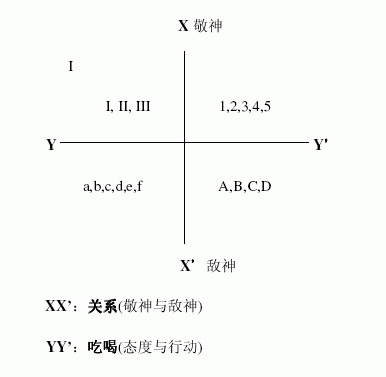 X 敬神
I
I, II, III 1,2,3,4,5
Y Y'
a,b,c,d,e,f A,B,C,D
X’ 敌神
XX’：关系(敬神与敌神)
YY’：吃喝(态度与行动)